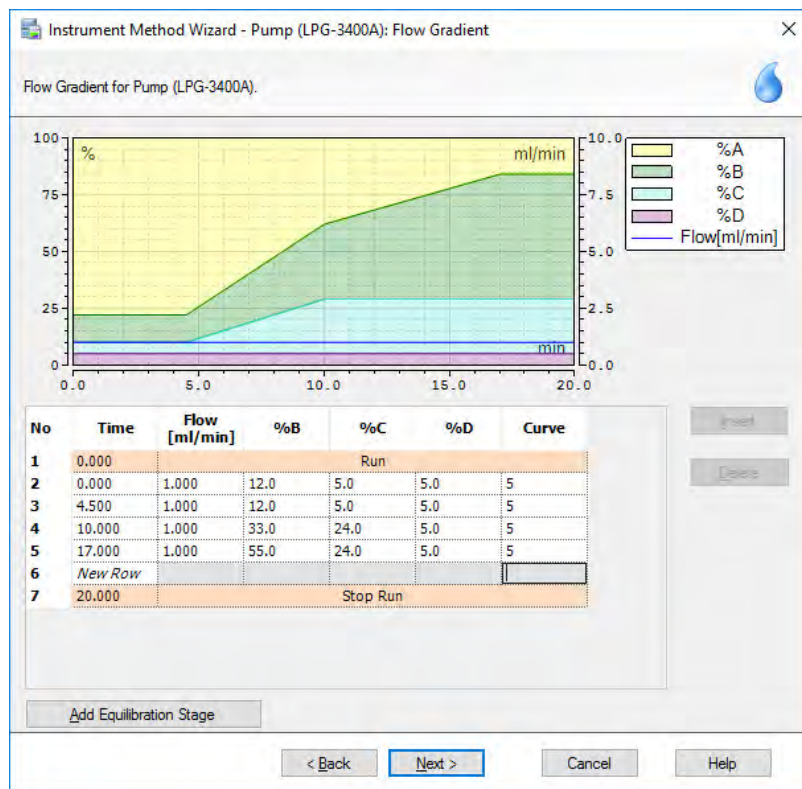 Instrument Method Wizard - Pump (LPG-3400A): Flow Gradient
Flow Gradient for Pump (LPG-3400A).
100
75
50
25
0
%
ml/min
min
10.0
7.5
5.0
2.5
0.0
0.0 5.0 10.0 15.0 20.0
%A
%B
%C
%D
Flow[ml/min]
No Time Flow [ml/min] %B %C %D Curve
1 0.000 Run
2 0.000 1.000 12.0 5.0 5.0 5
3 4.500 1.000 12.0 5.0 5.0 5
4 10.000 1.000 33.0 24.0 5.0 5
5 17.000 1.000 55.0 24.0 5.0 5
6 New Row
7 20.000 Stop Run
Insert
Delete
Add Equilibration Stage
< Back Next > Cancel Help